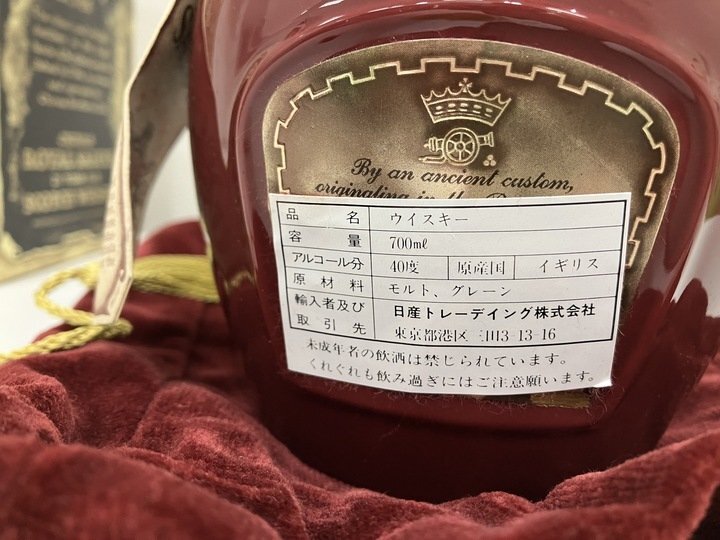 By an ancient custom,
originating in the
品名 ウイスキー
容量 700mℓ
アルコール分 40度 原産国 イギリス
原材料 モルト、グレーン
輸入者及び取引先 日産トレーデイング株式会社
東京都港区三田3-13-16
未成年者の飲酒は禁じられています。
くれぐれも飲み過ぎにはご注意願います。